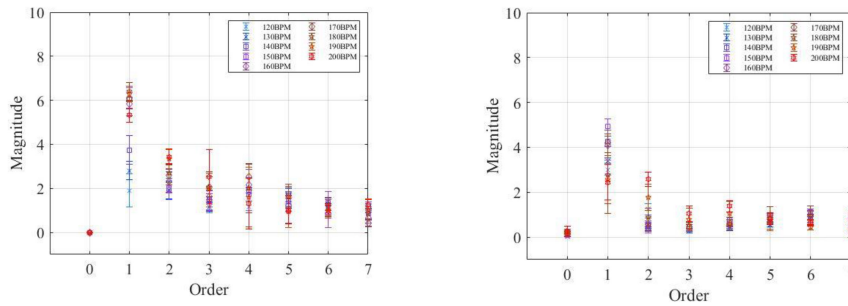 10
8
6
4
2
0
Magnitude
120BPM
130BPM
140BPM
150BPM
160BPM
170BPM
180BPM
190BPM
200BPM
0 1 2 3 4 5 6 7
Order
10
8
6
4
2
0
Magnitude
120BPM
130BPM
140BPM
150BPM
160BPM
170BPM
180BPM
190BPM
200BPM
0 1 2 3 4 5 6
Order